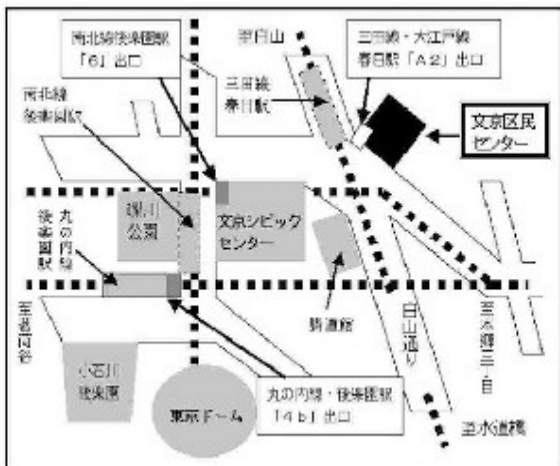 南北線後楽園駅
「6」出口
至白山
三田線・大江戸線
春日駅「A2」出口
三田線
春日駅
南北線
後楽園駅
文京区民
センター
丸の内線
後楽園駅
礫川
公園
文京シビック
センター
至茗荷谷
講道館
白山通り
至本郷三丁目
小石川
後楽園
東京ドーム
丸の内線・後楽園駅
「4b」出口
至水道橋